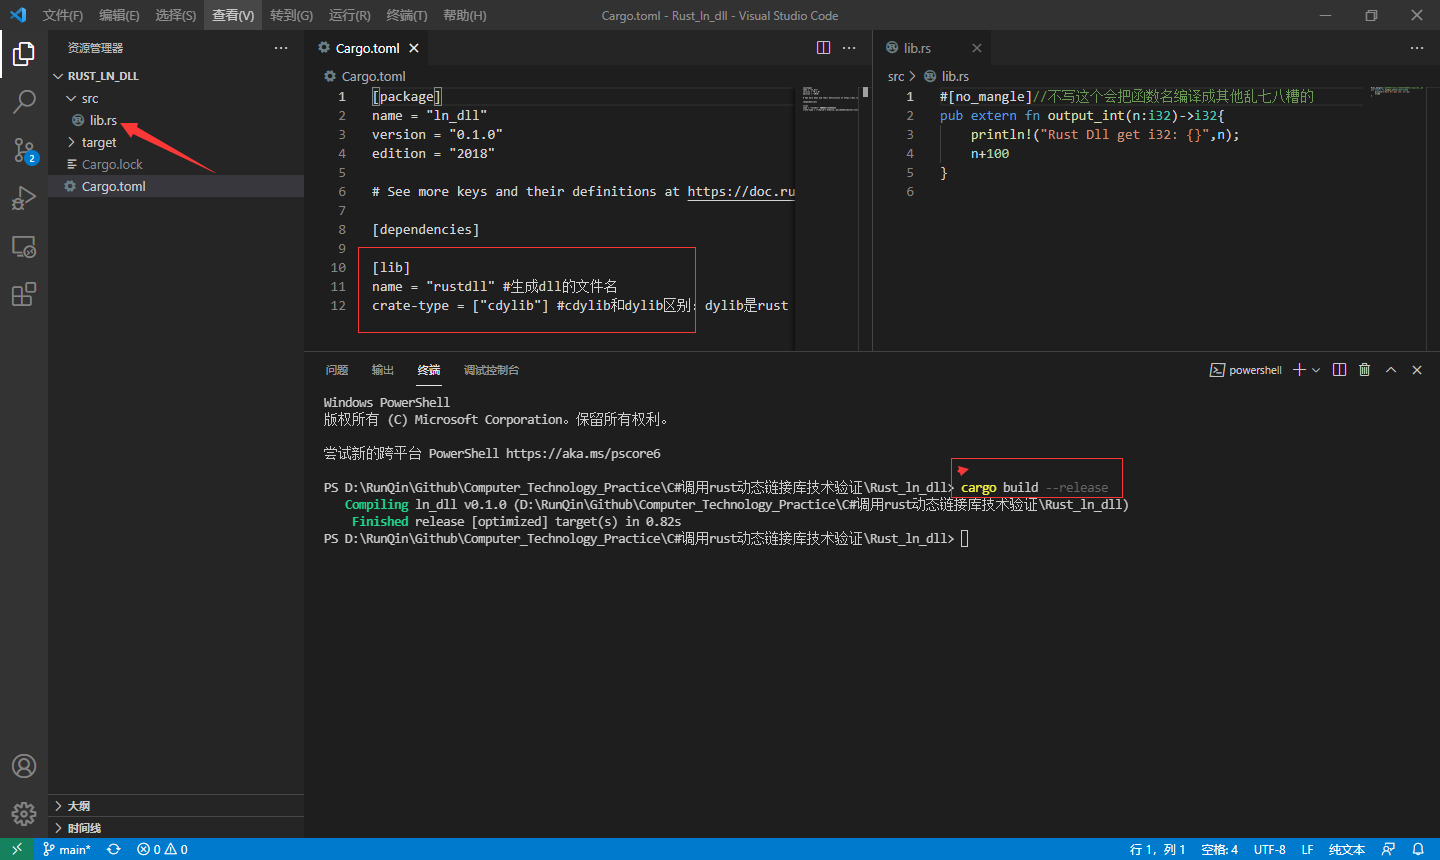 文件(F) 编辑(E) 选择(S) 查看(V) 转到(G) 运行(R) 终端(T) 帮助(H) Cargo.toml - Rust_ln_dll - Visual Studio Code
资源管理器
RUST_LN_DLL
src
lib.rs
target
Cargo.lock
Cargo.toml
大纲
时间线
2
Cargo.toml
Cargo.toml
1 [package]
2 name = "ln_dll"
3 version = "0.1.0"
4 edition = "2018"
5
6 # See more keys and their definitions at https://doc.ru
7
8 [dependencies]
9
10 [lib]
11 name = "rustdll" #生成dll的文件名
12 crate-type = ["cdylib"] #cdylib和dylib区别: dylib是rust
lib.rs
src > lib.rs
1 #[no_mangle]//不写这个会把函数名编译成其他乱七八糟的
2 pub extern fn output_int(n:i32)->i32{
3 println!("Rust Dll get i32: {}",n);
4 n+100
5 }
6
问题 输出 终端 调试控制台 powershell
Windows PowerShell
版权所有 (C) Microsoft Corporation。保留所有权利。
尝试新的跨平台 PowerShell https://aka.ms/pscore6
PS D:\RunQin\Github\Computer_Technology_Practice\C#调用rust动态链接库技术验证\Rust_ln_dll> cargo build --release
Compiling ln_dll v0.1.0 (D:\RunQin\Github\Computer_Technology_Practice\C#调用rust动态链接库技术验证\Rust_ln_dll)
Finished release [optimized] target(s) in 0.82s
PS D:\RunQin\Github\Computer_Technology_Practice\C#调用rust动态链接库技术验证\Rust_ln_dll>
main* 0 0 行 1，列 1 空格: 4 UTF-8 LF 纯文本